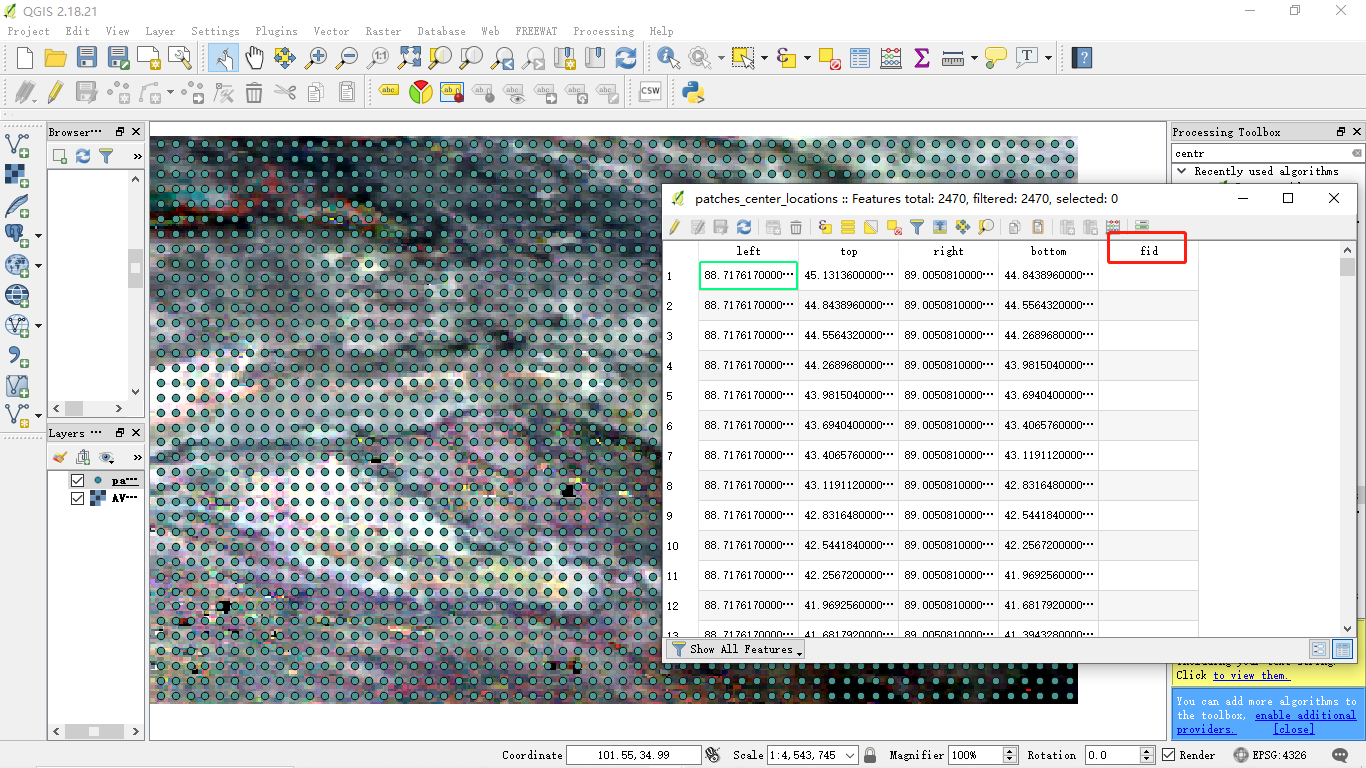 QGIS 2.18.21
Project Edit View Layer Settings Plugins Vector Raster Database Web FREEWAT Processing Help
CSW
Browser···
Processing Toolbox
centr
Recently used algorithms
patches_center_locations :: Features total: 2470, filtered: 2470, selected: 0
left top right bottom fid
1 88.7176170000··· 45.1313600000··· 89.0050810000··· 44.8438960000···
2 88.7176170000··· 44.8438960000··· 89.0050810000··· 44.5564320000···
3 88.7176170000··· 44.5564320000··· 89.0050810000··· 44.2689680000···
4 88.7176170000··· 44.2689680000··· 89.0050810000··· 43.9815040000···
5 88.7176170000··· 43.9815040000··· 89.0050810000··· 43.6940400000···
6 88.7176170000··· 43.6940400000··· 89.0050810000··· 43.4065760000···
7 88.7176170000··· 43.4065760000··· 89.0050810000··· 43.1191120000···
8 88.7176170000··· 43.1191120000··· 89.0050810000··· 42.8316480000···
9 88.7176170000··· 42.8316480000··· 89.0050810000··· 42.5441840000···
10 88.7176170000··· 42.5441840000··· 89.0050810000··· 42.2567200000···
11 88.7176170000··· 42.2567200000··· 89.0050810000··· 41.9692560000···
12 88.7176170000··· 41.9692560000··· 89.0050810000··· 41.6817920000···
13 88.7176170000··· 41.6817920000··· 89.0050810000··· 41.3943280000···
Show All Features
Layers ···
pa···
AV···
Click to view them.
You can add more algorithms to
the toolbox, enable additional
providers. [close]
Coordinate 101.55,34.99 Scale 1:4,543,745 Magnifier 100% Rotation 0.0 Render EPSG:4326